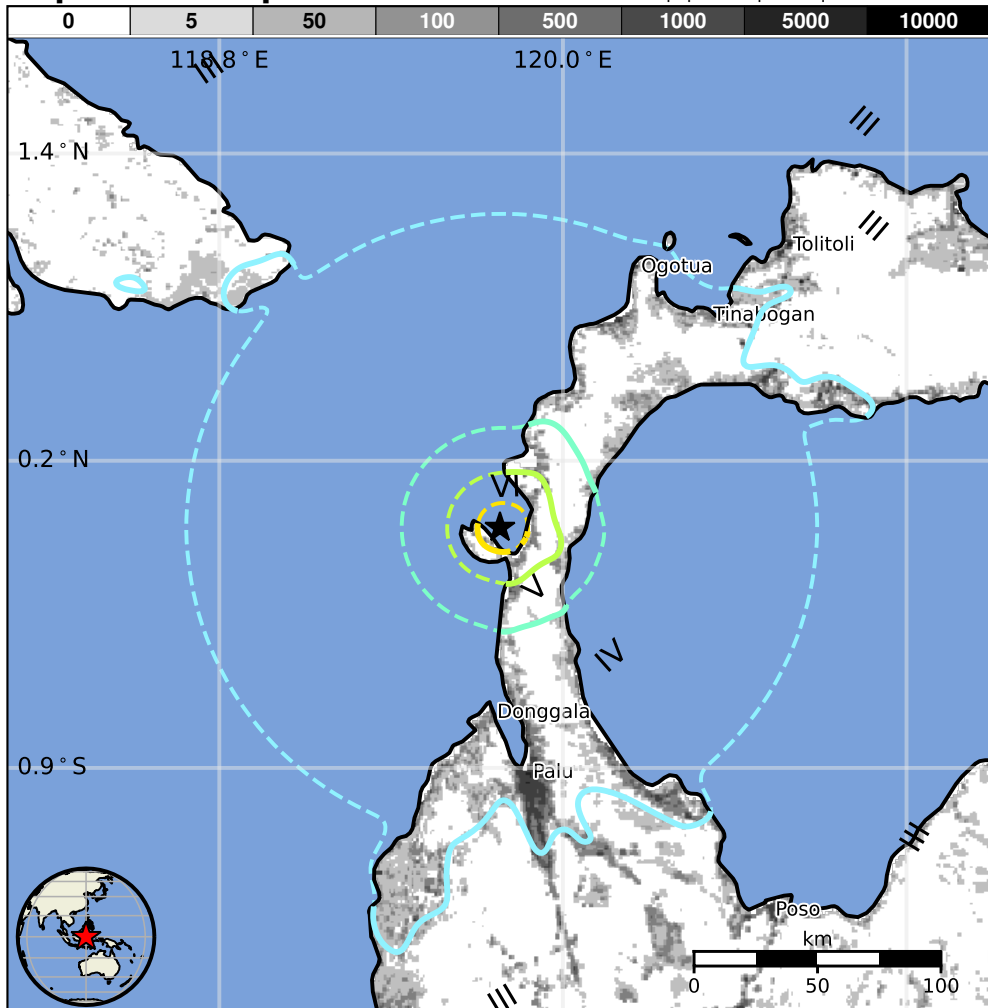 0 5 50 100 500 1000 5000 10000
118.8°E 120.0°E
III
III
1.4°N
III
Tolitoli
Ogotua
Tinabogan
0.2°N
VI
V
IV
Donggala
0.9°S
Palu
III
Poso
km
0 50 100
III